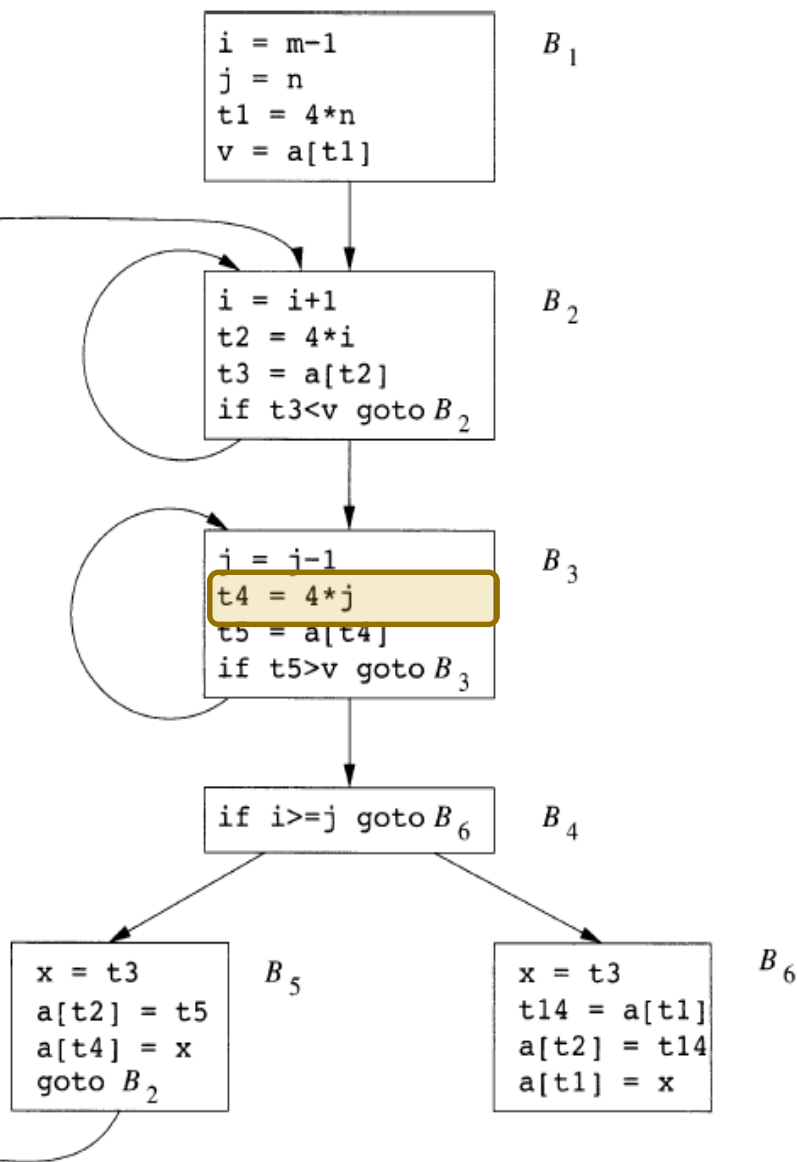 i = m-1
j = n
t1 = 4*n
v = a[t1]
B1
i = i+1
t2 = 4*i
t3 = a[t2]
if t3<v goto B2
B2
j = j-1
t4 = 4*j
t5 = a[t4]
if t5>v goto B3
B3
if i>=j goto B6
B4
x = t3
a[t2] = t5
a[t4] = x
goto B2
B5
x = t3
t14 = a[t1]
a[t2] = t14
a[t1] = x
B6